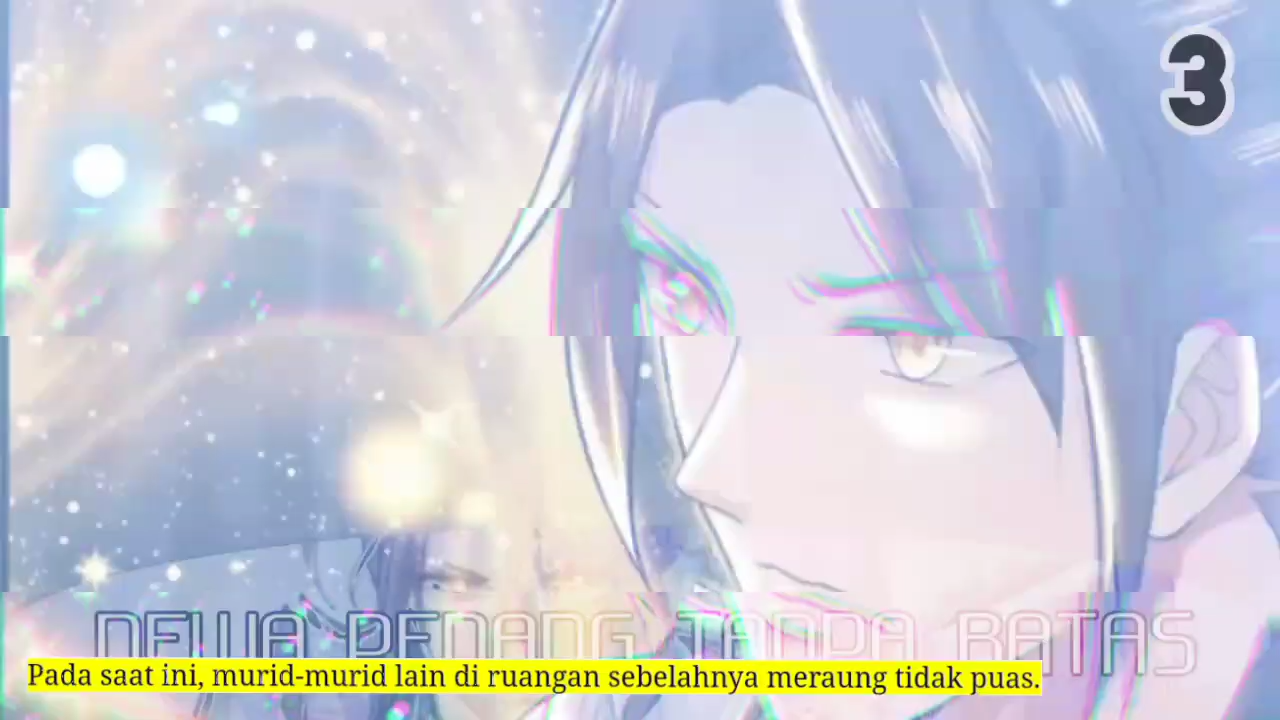 3
DEWA PEDANG TANPA BATAS
Pada saat ini, murid-murid lain di ruangan sebelahnya meraung tidak puas.